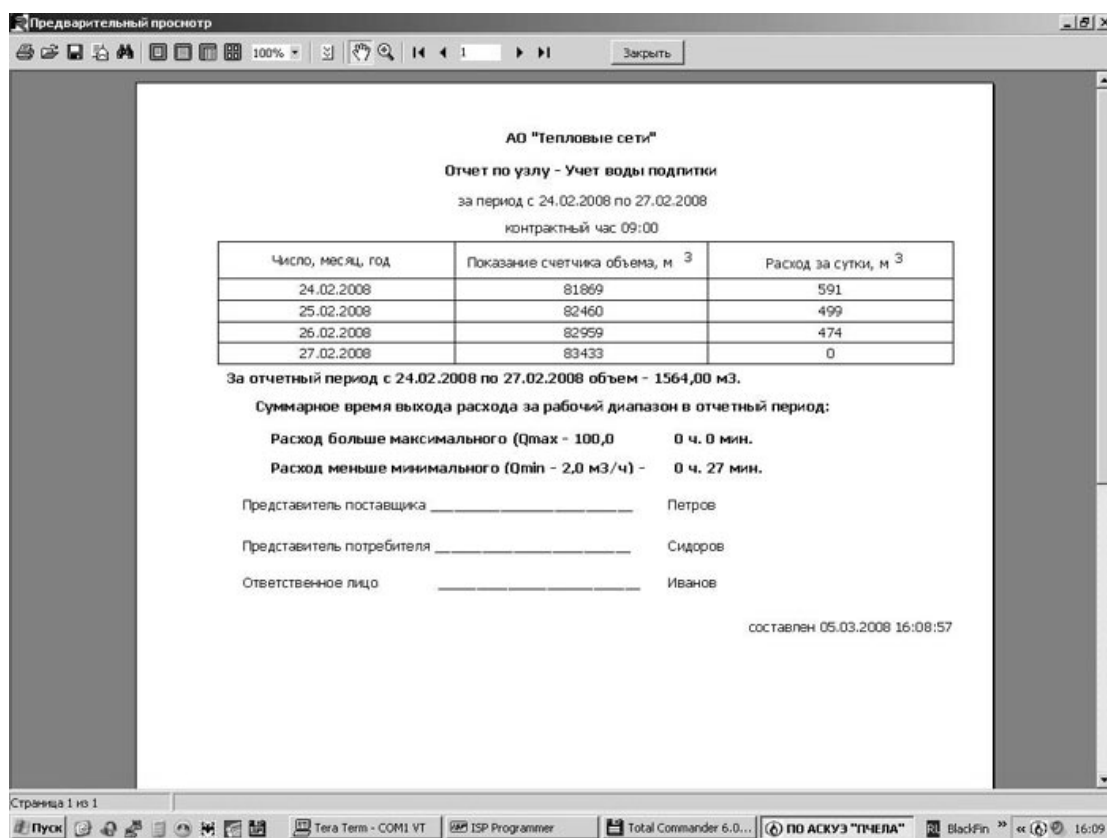 Предварительный просмотр
100%
1
Закрыть
АО "Тепловые сети"
Отчет по узлу - Учет воды подпитки
за период с 24.02.2008 по 27.02.2008
контрактный час 09:00
Число, месяц, год Показание счетчика объема, м 3 Расход за сутки, м 3
24.02.2008 81869 591
25.02.2008 82460 499
26.02.2008 82959 474
27.02.2008 83433 0
За отчетный период с 24.02.2008 по 27.02.2008 объем - 1564,00 м3.
Суммарное время выхода расхода за рабочий диапазон в отчетный период:
Расход больше максимального (Qmax - 100,0 0 ч. 0 мин.
Расход меньше минимального (Qmin - 2,0 м3/ч) - 0 ч. 27 мин.
Представитель поставщика ____________________ Петров
Представитель потребителя ____________________ Сидоров
Ответственное лицо ____________________ Иванов
составлен 05.03.2008 16:08:57
Страница 1 из 1
Пуск Tera Term - COM1 VT ISP Programmer Total Commander 6.0... ПО АСКУЭ "ПЧЕЛА" BlackFin » « 16:09